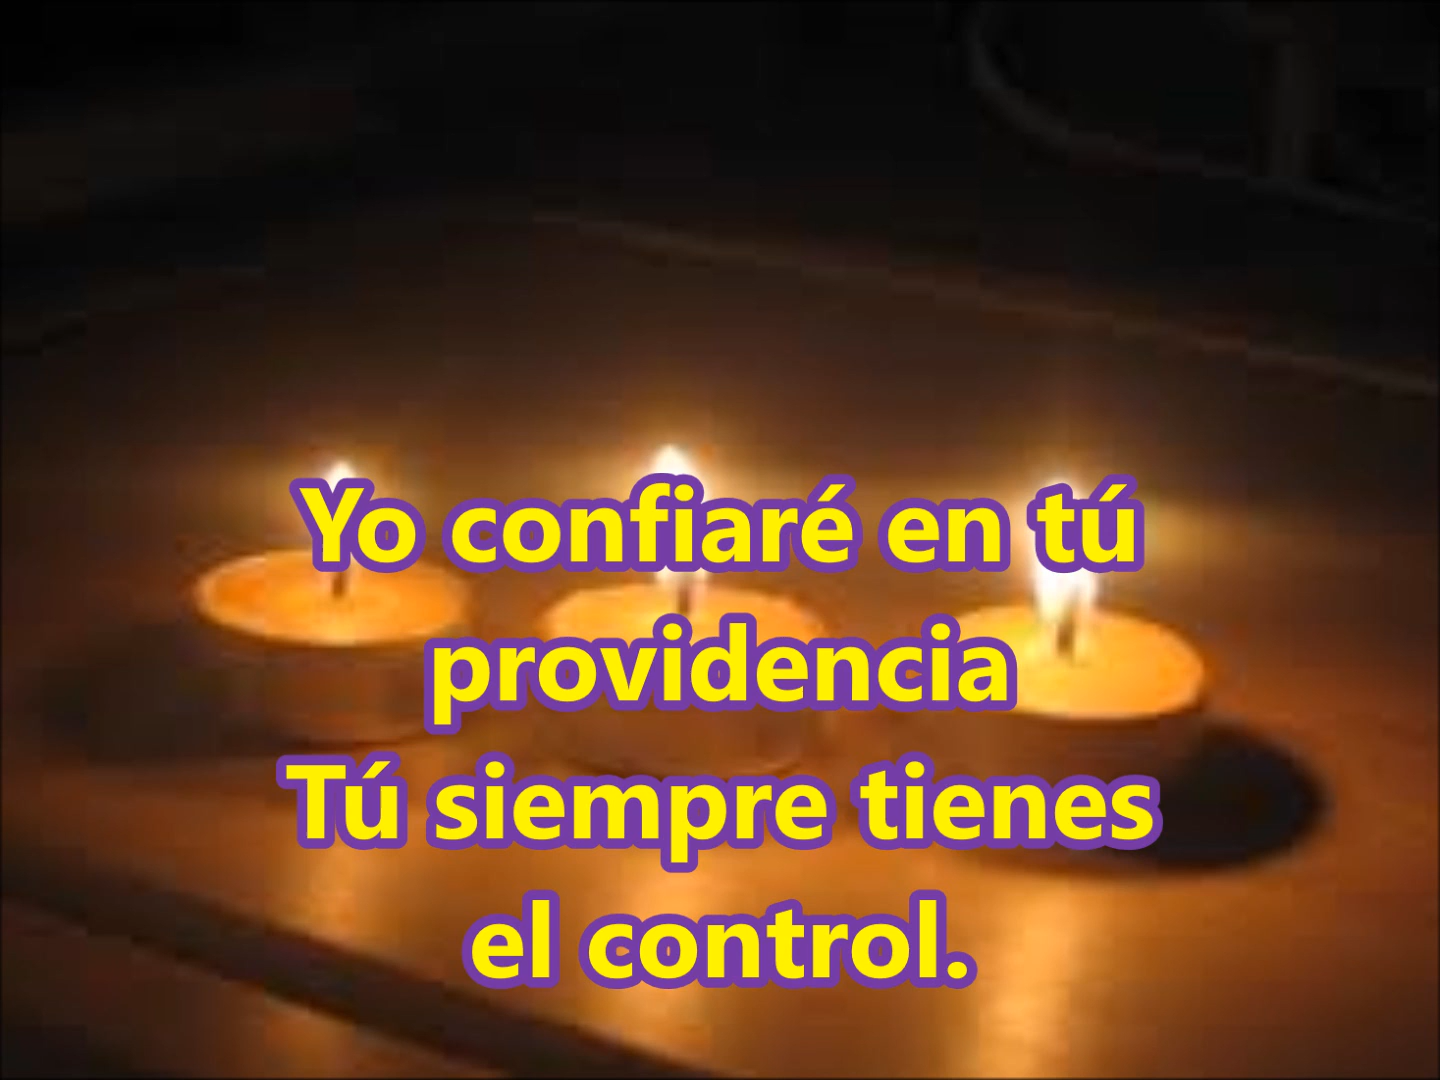 Yo confiaré en tú
providencia
Tú siempre tienes
el control.